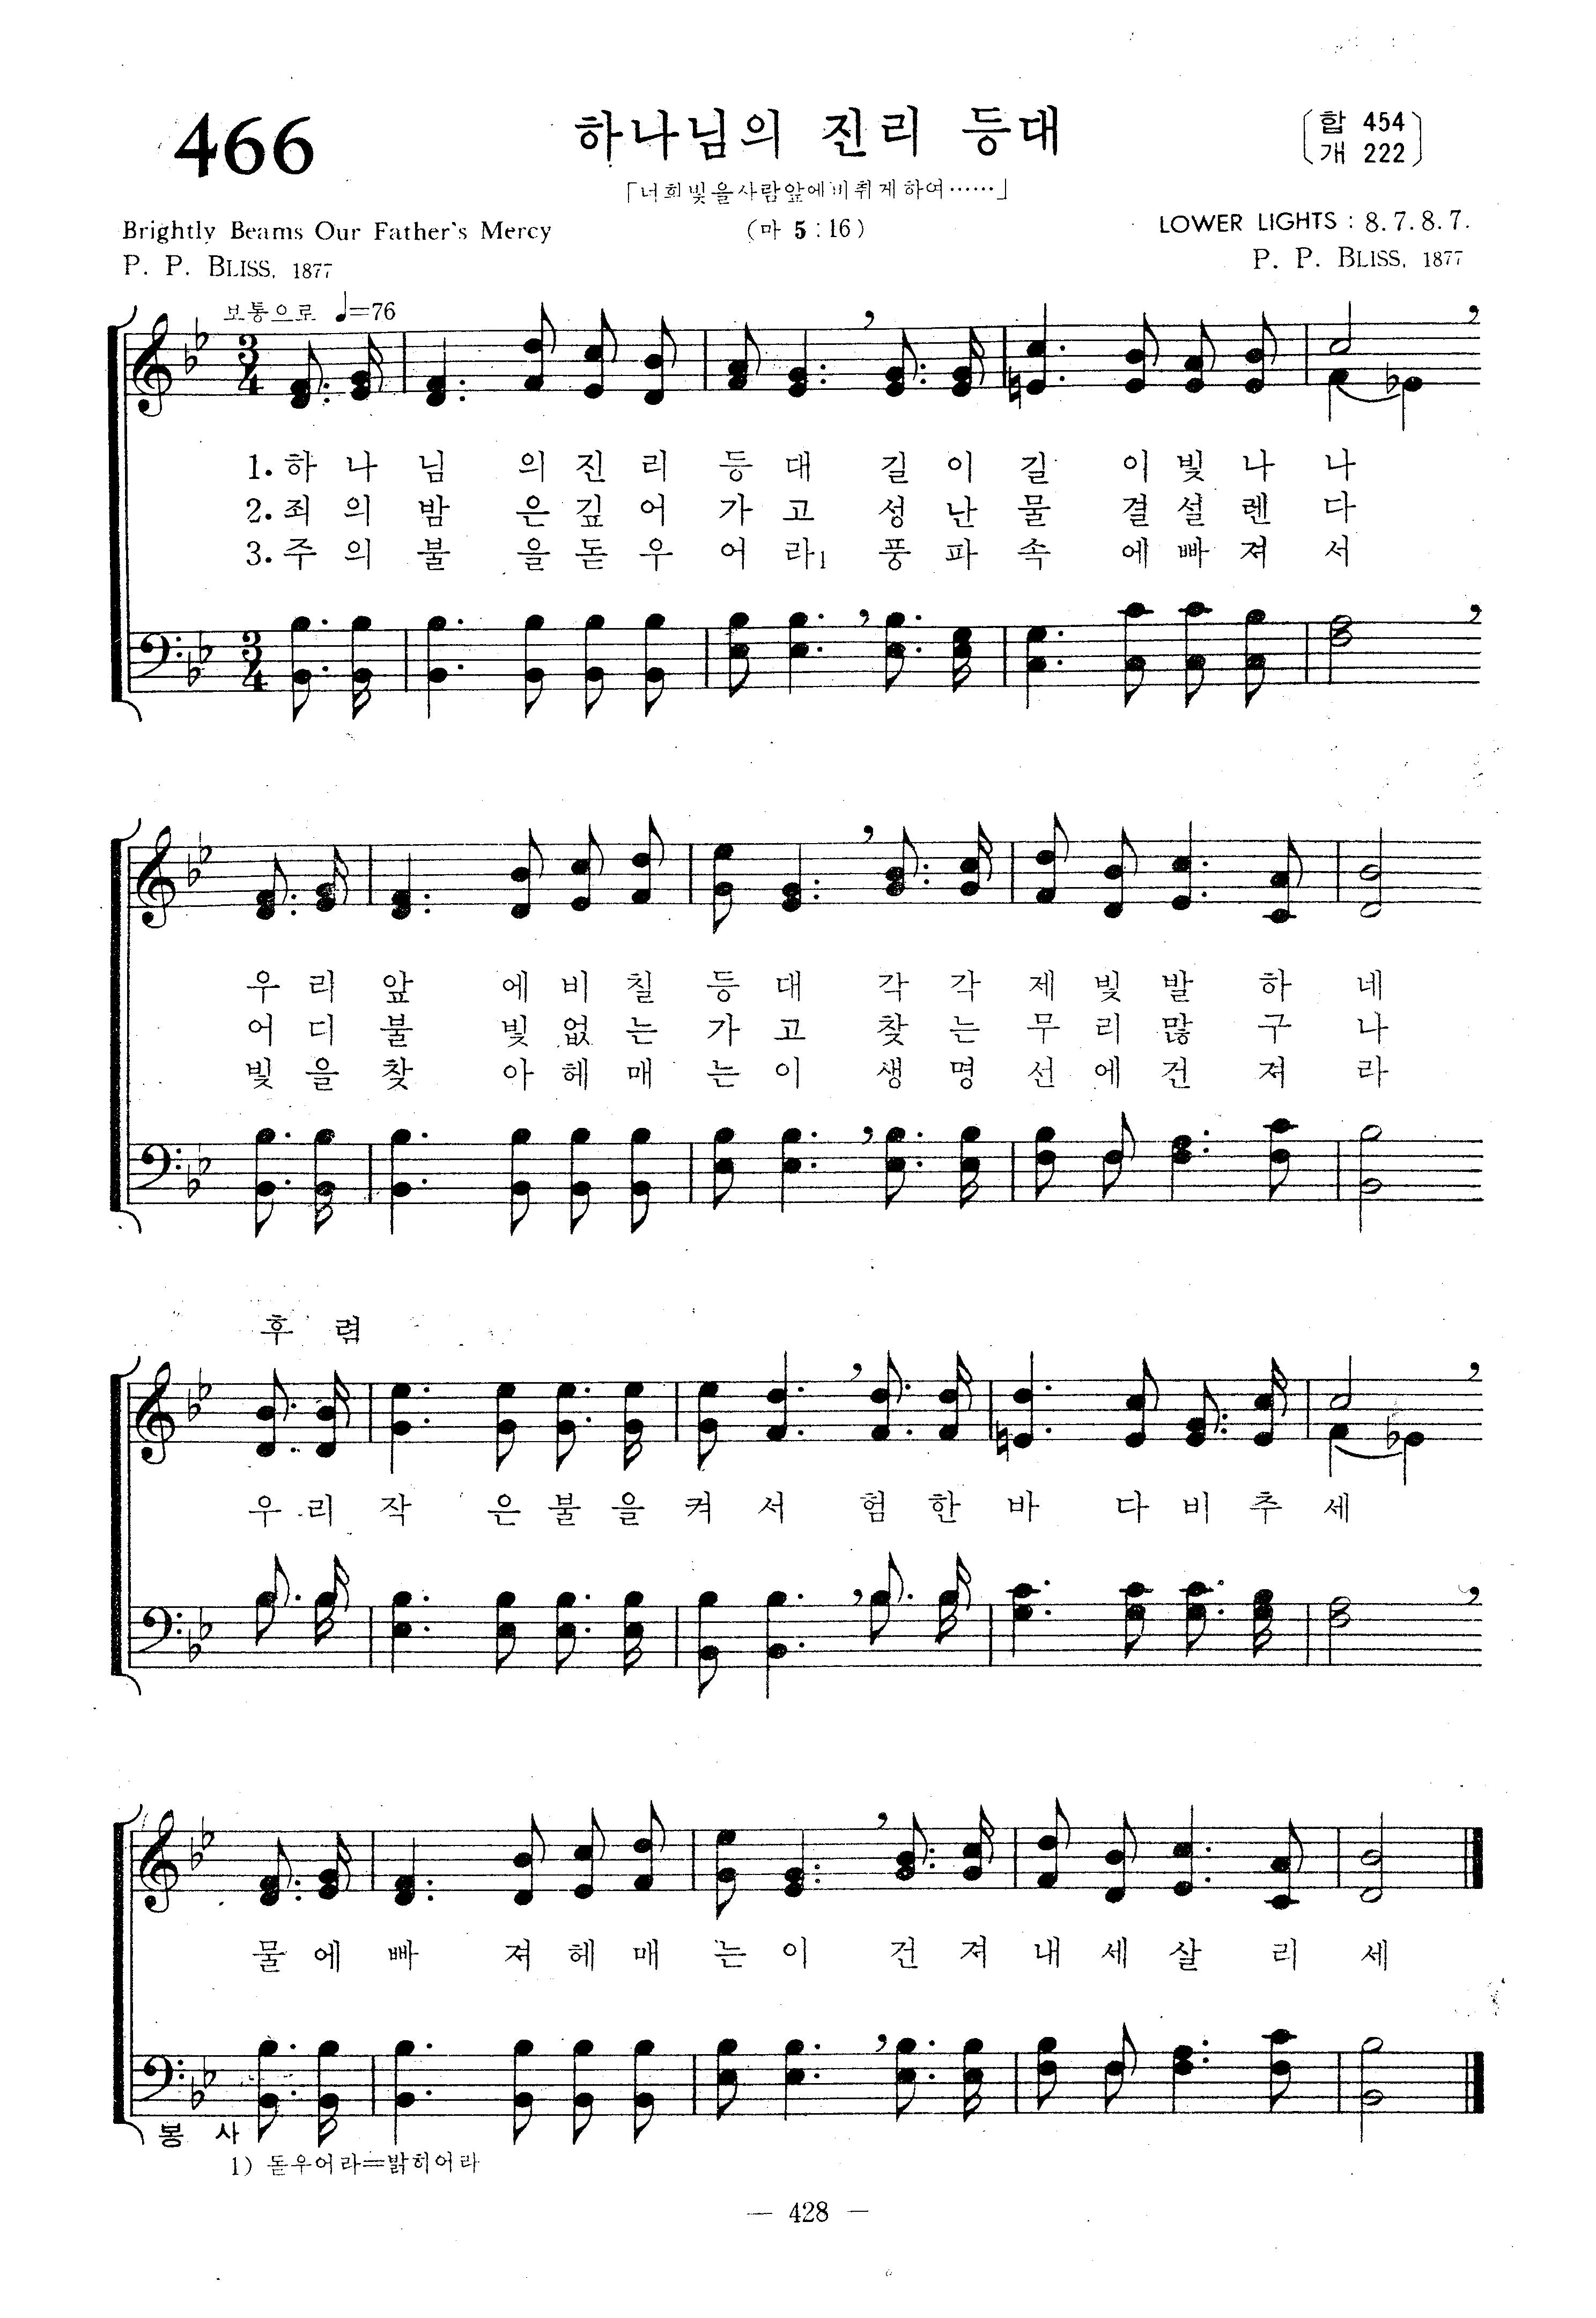 466
하나님의 진리 등대
합 454
개 222
「너희빛을사람앞에비취게하여……」
Brightly Beams Our Father's Mercy
(마 5:16)
LOWER LIGHTS : 8.7.8.7.
P. P. BLISS, 1877
P. P. BLISS, 1877
보통으로 ♩=76
3/4
1. 하 나 님 의 진 리 등 대 길 이 길 이 빛 나 나
2. 죄 의 밤 은 깊 어 가 고 성 난 물 결 설 렌 다
3. 주 의 불 을 돋 우 어 라1 풍 파 속 에 빠 져 서
3/4
우 리 앞 에 비 칠 등 대 각 각 제 빛 발 하 네
어 디 불 빛 없 는 가 고 찾 는 무 리 많 구 나
빛 을 찾 아 헤 매 는 이 생 명 선 에 건 져 라
후 렴
우 리 작 은 불 을 켜 서 험 한 바 다 비 추 세
물 에 빠 져 헤 매 는 이 건 져 내 세 살 리 세
봉 사
1) 돋우어라=밝히어라
— 428 —